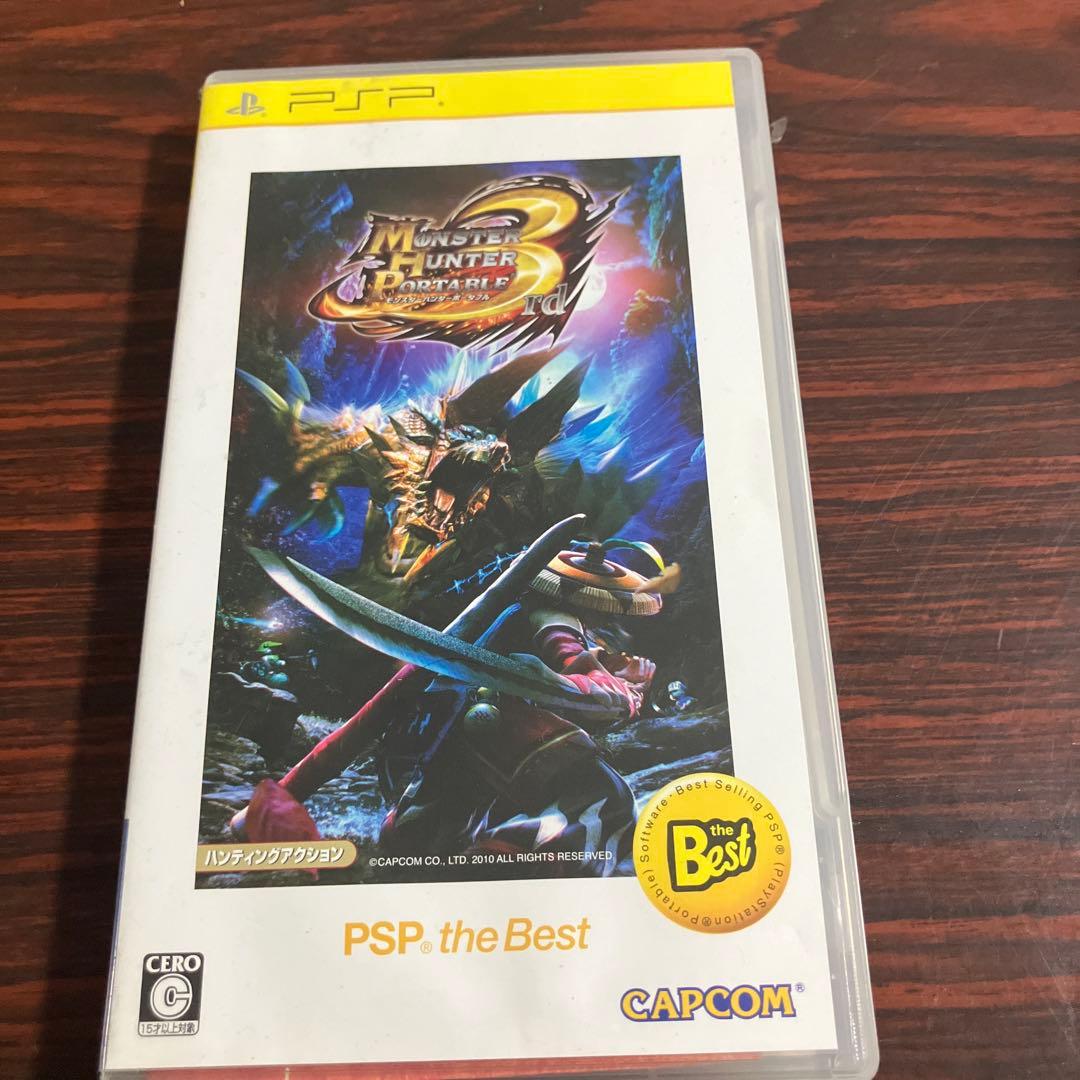 PSP®
MONSTER
HUNTER
PORTABLE
3rd
モンスターハンターポータブル
ハンティングアクション
©CAPCOM CO., LTD. 2010 ALL RIGHTS RESERVED.
Software・Best Selling PSP® (PlayStation®Portable)
the
Best
PSP® the Best
CERO
C
15才以上対象
CAPCOM®